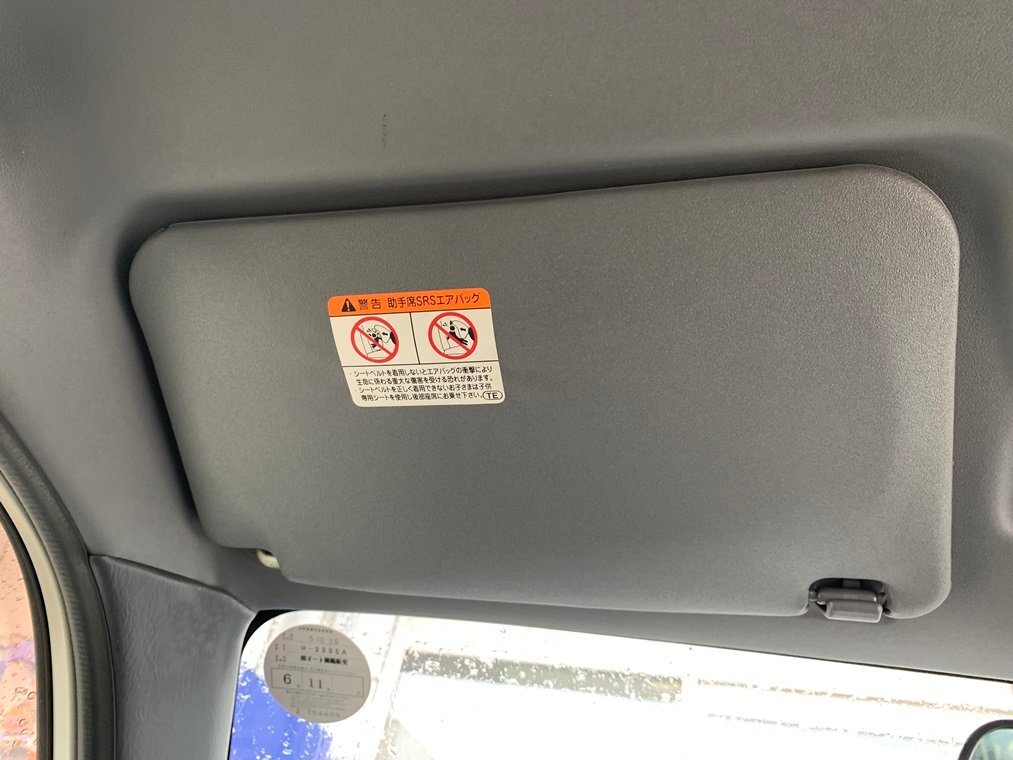 警告 助手席SRSエアバッグ
・シートベルトを着用しないとエアバッグの衝撃により
生命に係わる重大な傷害を受ける恐れがあります。
・シートベルトを正しく着用できないお子さまは子供
専用シートを使用し後部座席にお乗せ下さい。
TE
6. 11.